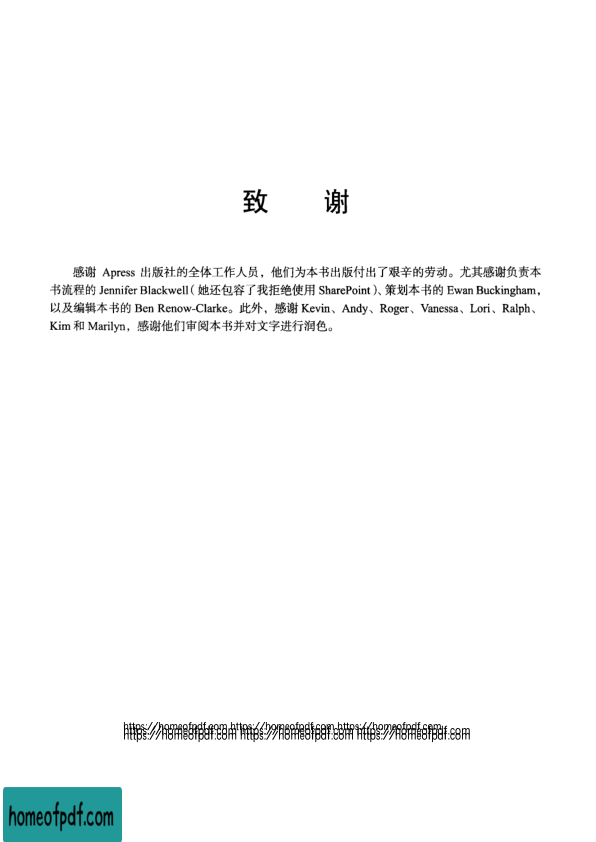 致 谢
感谢 Apress 出版社的全体工作人员，他们为本书出版付出了艰辛的劳动。尤其感谢负责本
书流程的 Jennifer Blackwell（她还包容了我拒绝使用 SharePoint）、策划本书的 Ewan Buckingham，
以及编辑本书的 Ben Renow-Clarke。此外，感谢 Kevin、Andy、Roger、Vanessa、Lori、Ralph、
Kim 和 Marilyn，感谢他们审阅本书并对文字进行润色。
https://homeofpdf.com https://homeofpdf.com https://homeofpdf.com
https://homeofpdf.com https://homeofpdf.com https://homeofpdf.com
homeofpdf.com